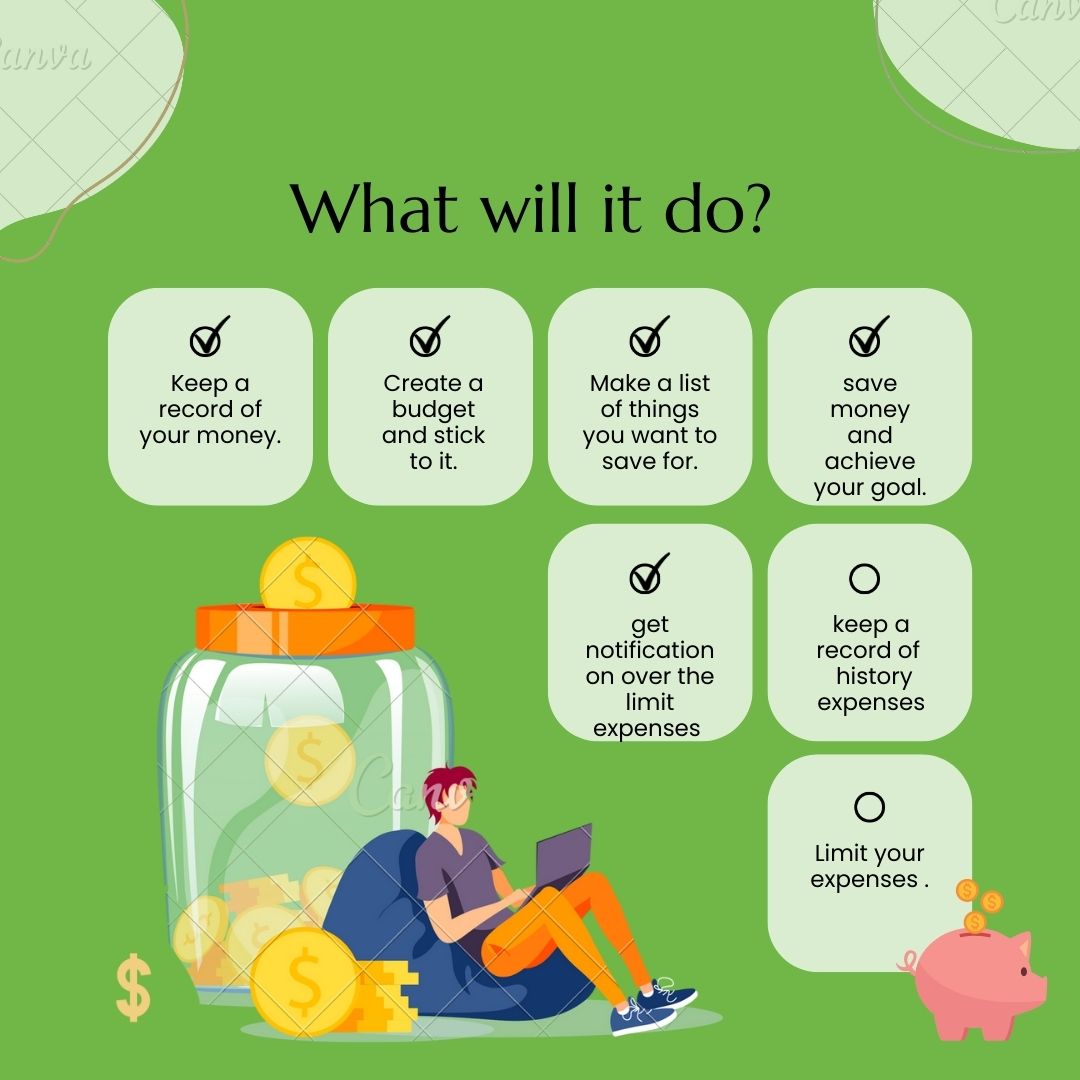 Canva
Canva
What will it do?
Keep a
record of
your money.
Create a
budget
and stick
to it.
Make a list
of things
you want to
save for.
save
money
and
achieve
your goal.
get
notification
on over the
limit
expenses
keep a
record of
history
expenses
Canva
Limit your
expenses .